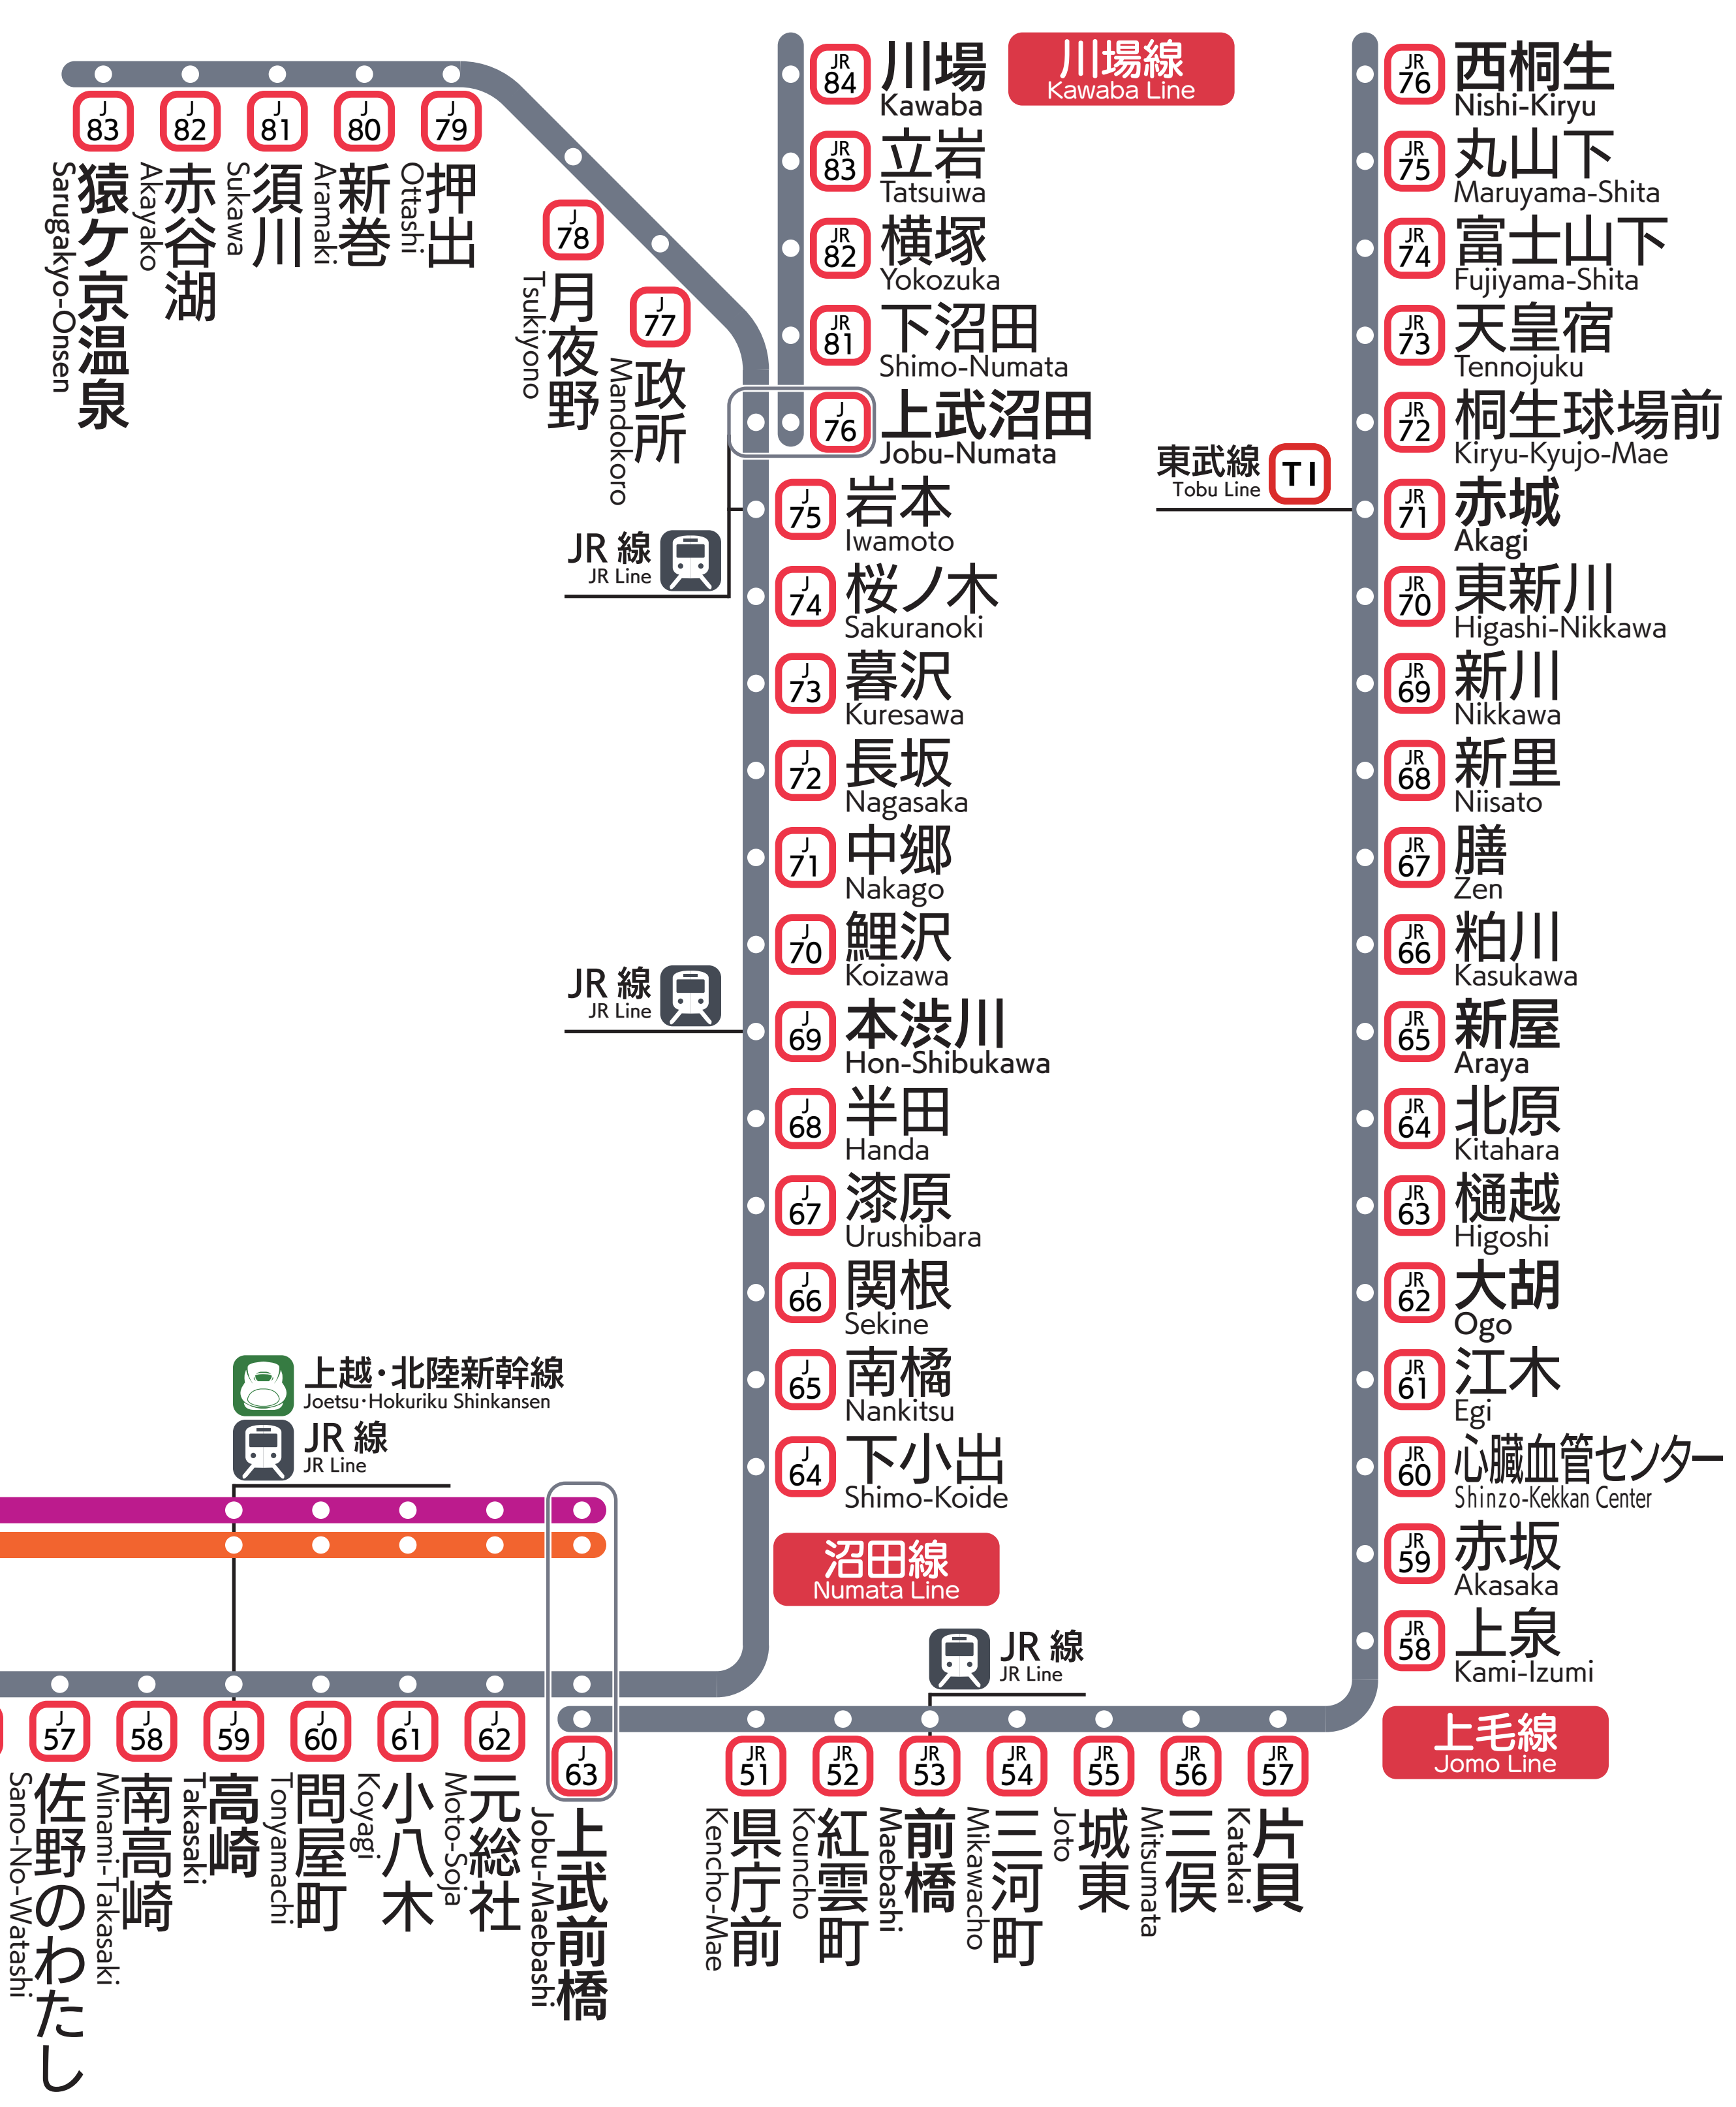 J
83
猿ケ京温泉
Sarugakyo-Onsen
J
82
赤谷湖
Akayako
J
81
須川
Sukawa
J
80
新巻
Aramaki
J
79
押出
Ottashi
J
78
月夜野
Tsukiyono
J
77
政所
Mandokoro
川場線
Kawaba Line
JR
84
川場
Kawaba
JR
83
立岩
Tatsuiwa
JR
82
横塚
Yokozuka
JR
81
下沼田
Shimo-Numata
J
76
上武沼田
Jobu-Numata
JR 線
JR Line
J
75
岩本
Iwamoto
J
74
桜ノ木
Sakuranoki
J
73
暮沢
Kuresawa
J
72
長坂
Nagasaka
J
71
中郷
Nakago
J
70
鯉沢
Koizawa
JR 線
JR Line
J
69
本渋川
Hon-Shibukawa
J
68
半田
Handa
J
67
漆原
Urushibara
J
66
関根
Sekine
J
65
南橘
Nankitsu
J
64
下小出
Shimo-Koide
沼田線
Numata Line
JR
76
西桐生
Nishi-Kiryu
JR
75
丸山下
Maruyama-Shita
JR
74
富士山下
Fujiyama-Shita
JR
73
天皇宿
Tennojuku
JR
72
桐生球場前
Kiryu-Kyujo-Mae
東武線
Tobu Line
TI
JR
71
赤城
Akagi
JR
70
東新川
Higashi-Nikkawa
JR
69
新川
Nikkawa
JR
68
新里
Niisato
JR
67
膳
Zen
JR
66
粕川
Kasukawa
JR
65
新屋
Araya
JR
64
北原
Kitahara
JR
63
樋越
Higoshi
JR
62
大胡
Ogo
JR
61
江木
Egi
JR
60
心臓血管センター
Shinzo-Kekkan Center
JR
59
赤坂
Akasaka
JR
58
上泉
Kami-Izumi
上毛線
Jomo Line
上越・北陸新幹線
Joetsu・Hokuriku Shinkansen
JR 線
JR Line
J
57
佐野のわたし
Sano-No-Watashi
J
58
南高崎
Minami-Takasaki
J
59
高崎
Takasaki
J
60
問屋町
Tonyamachi
J
61
小八木
Koyagi
J
62
元総社
Moto-Soja
J
63
上武前橋
Jobu-Maebashi
JR 線
JR Line
JR
51
県庁前
Kencho-Mae
JR
52
紅雲町
Kouncho
JR
53
前橋
Maebashi
JR
54
三河町
Mikawacho
JR
55
城東
Joto
JR
56
三俣
Mitsumata
JR
57
片貝
Katakai